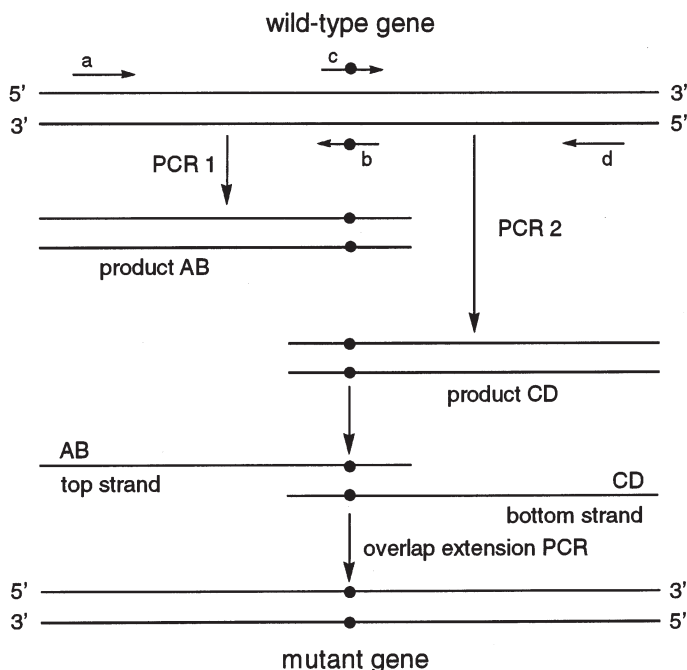 wild-type gene
a
c
5' 3'
3' 5'
b
d
PCR 1
PCR 2
product AB
product CD
AB
top strand
CD
bottom strand
overlap extension PCR
5' 3'
3' 5'
mutant gene